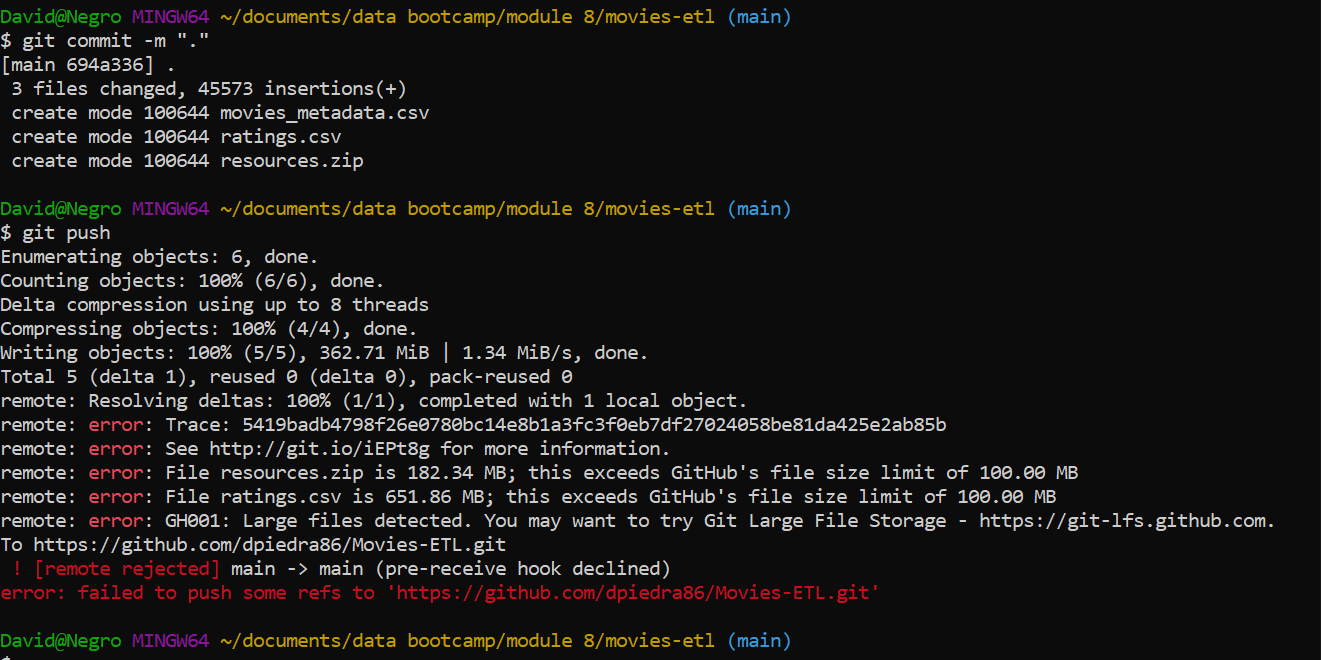 David@Negro MINGW64 ~/documents/data bootcamp/module 8/movies-etl (main)
$ git commit -m "."
[main 694a336] .
 3 files changed, 45573 insertions(+)
 create mode 100644 movies_metadata.csv
 create mode 100644 ratings.csv
 create mode 100644 resources.zip

David@Negro MINGW64 ~/documents/data bootcamp/module 8/movies-etl (main)
$ git push
Enumerating objects: 6, done.
Counting objects: 100% (6/6), done.
Delta compression using up to 8 threads
Compressing objects: 100% (4/4), done.
Writing objects: 100% (5/5), 362.71 MiB | 1.34 MiB/s, done.
Total 5 (delta 1), reused 0 (delta 0), pack-reused 0
remote: Resolving deltas: 100% (1/1), completed with 1 local object.
remote: error: Trace: 5419badb4798f26e0780bc14e8b1a3fc3f0eb7df27024058be81da425e2ab85b
remote: error: See http://git.io/iEPt8g for more information.
remote: error: File resources.zip is 182.34 MB; this exceeds GitHub's file size limit of 100.00 MB
remote: error: File ratings.csv is 651.86 MB; this exceeds GitHub's file size limit of 100.00 MB
remote: error: GH001: Large files detected. You may want to try Git Large File Storage - https://git-lfs.github.com.
To https://github.com/dpiedra86/Movies-ETL.git
 ! [remote rejected] main -> main (pre-receive hook declined)
error: failed to push some refs to 'https://github.com/dpiedra86/Movies-ETL.git'

David@Negro MINGW64 ~/documents/data bootcamp/module 8/movies-etl (main)